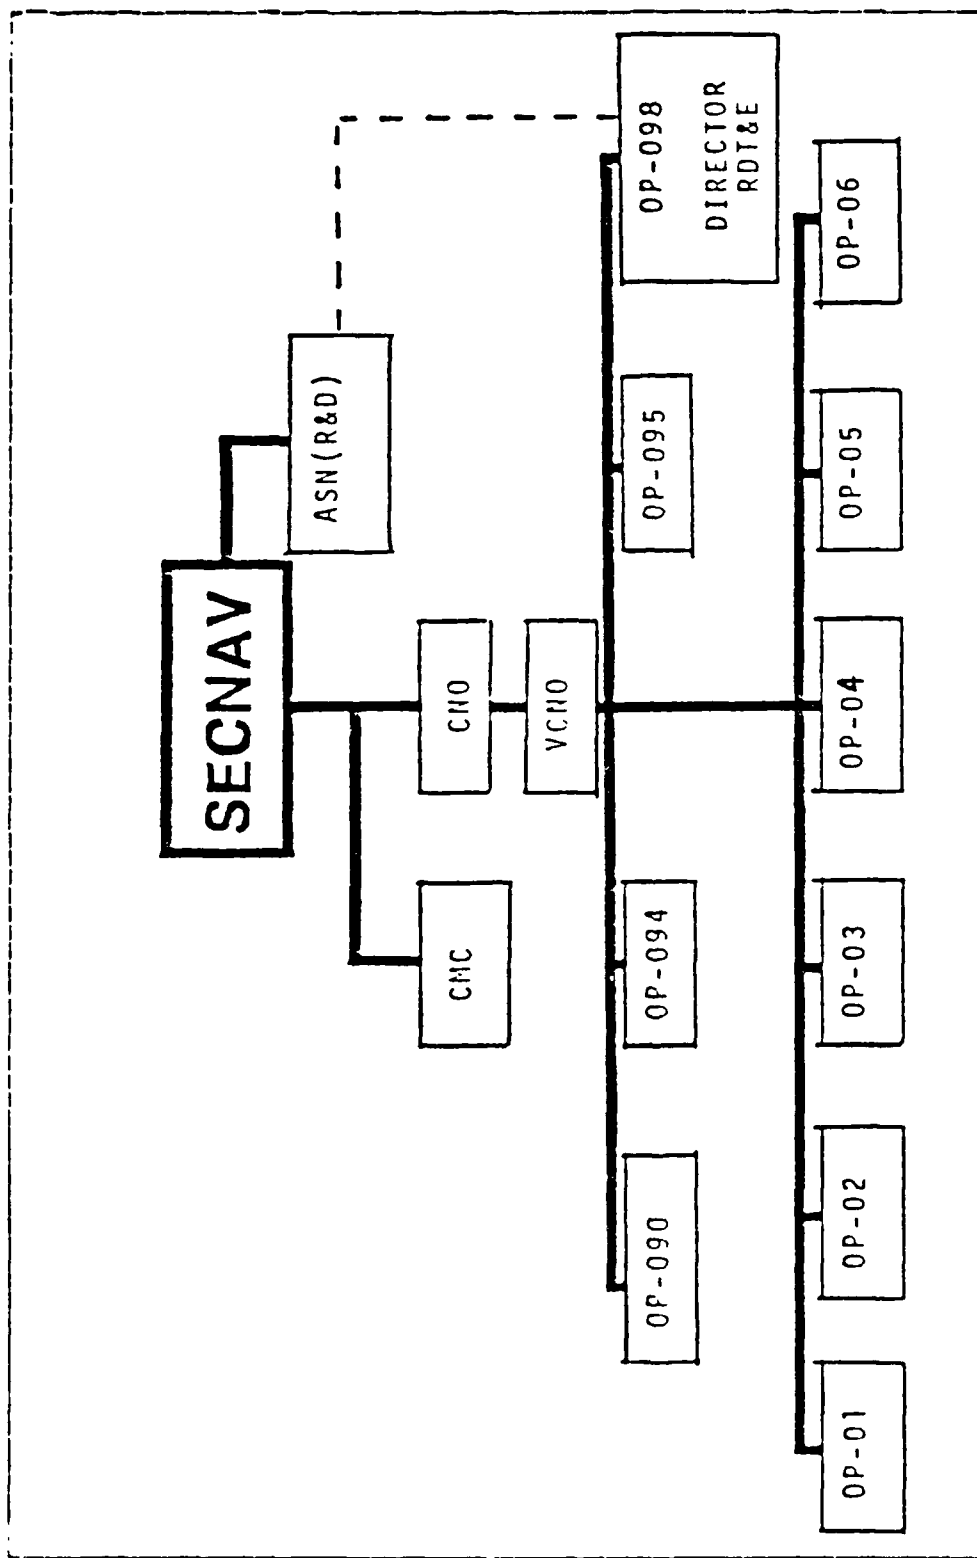 SECNAV
ASN(R&D)
CMC
CNO
VCNO
OP-090
OP-094
OP-095
OP-098
DIRECTOR
RDT&E
OP-01
OP-02
OP-03
OP-04
OP-05
OP-06